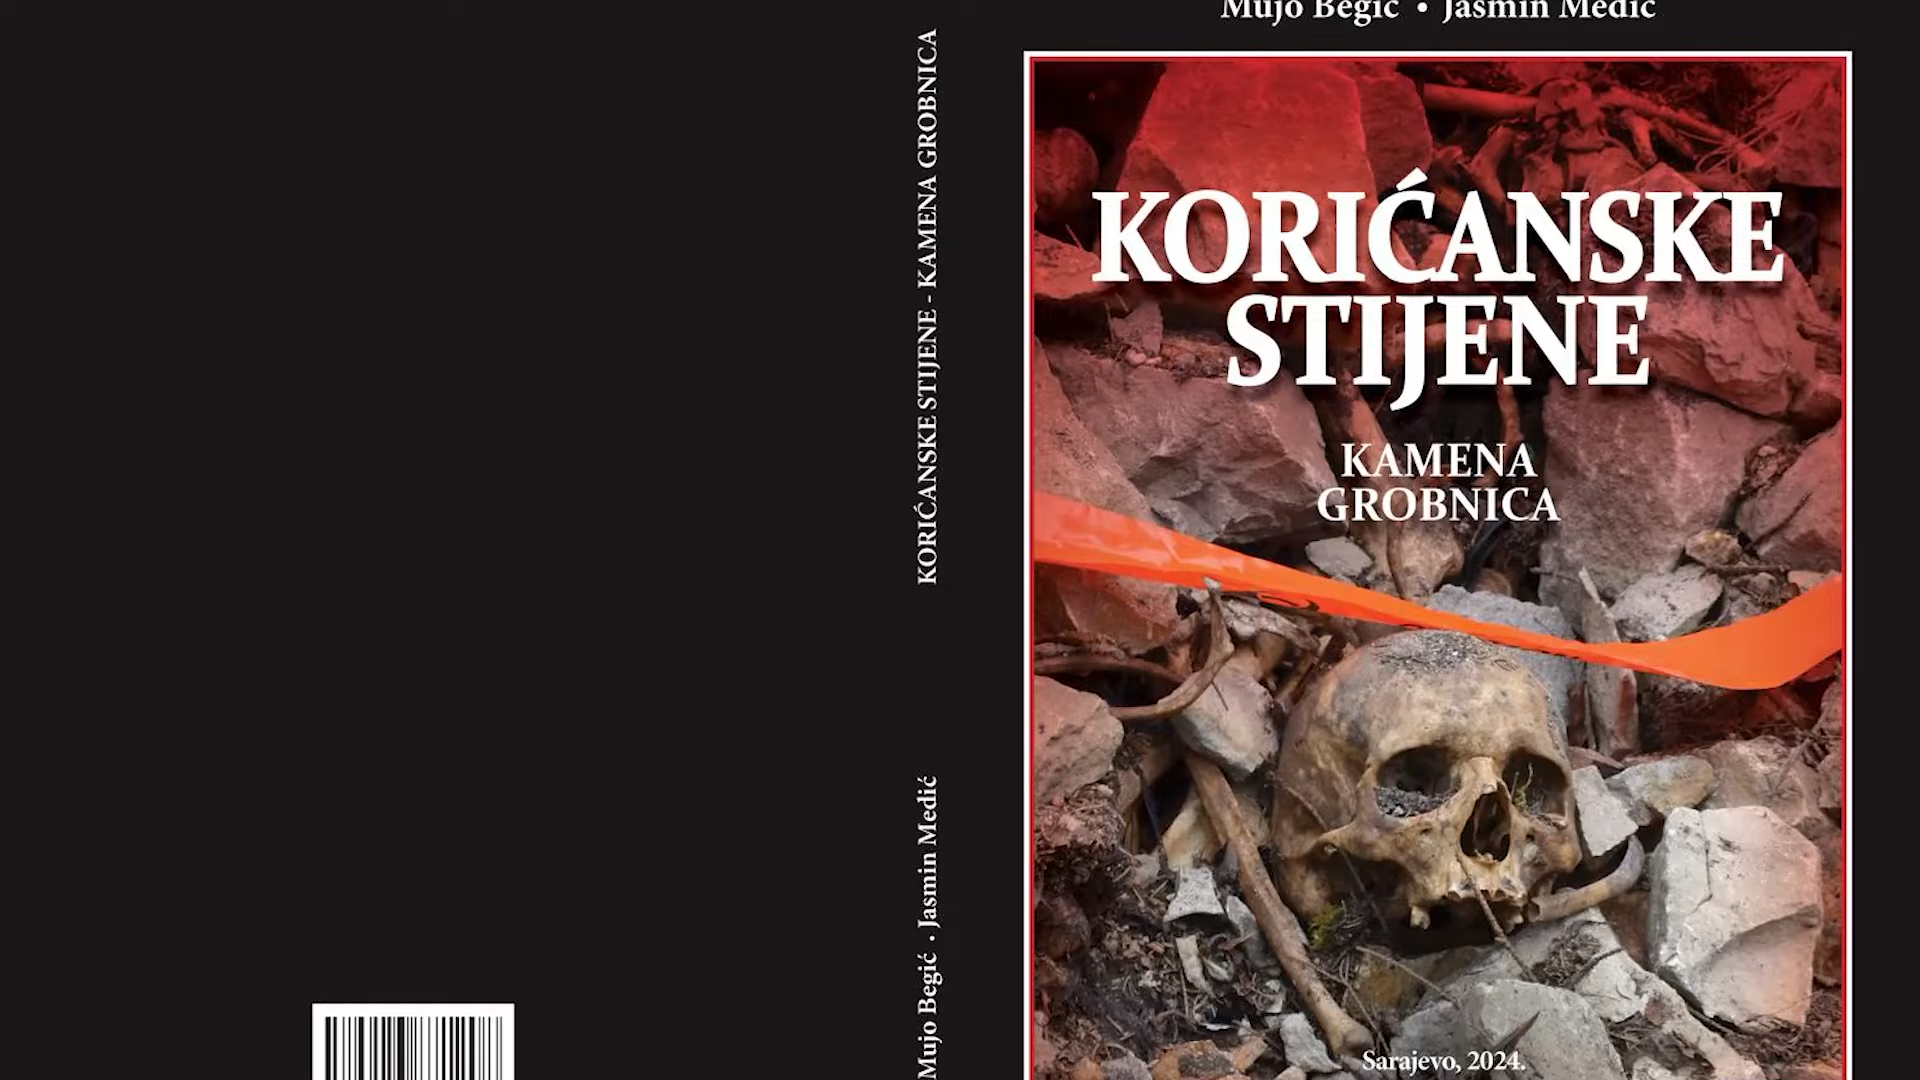 KORIĆANSKE STIJENE - KAMENA GROBNICA
Mujo Begić • Jasmin Medić
Mujo Begić • Jasmin Medić
KORIĆANSKE
STIJENE
KAMENA
GROBNICA
Sarajevo, 2024.